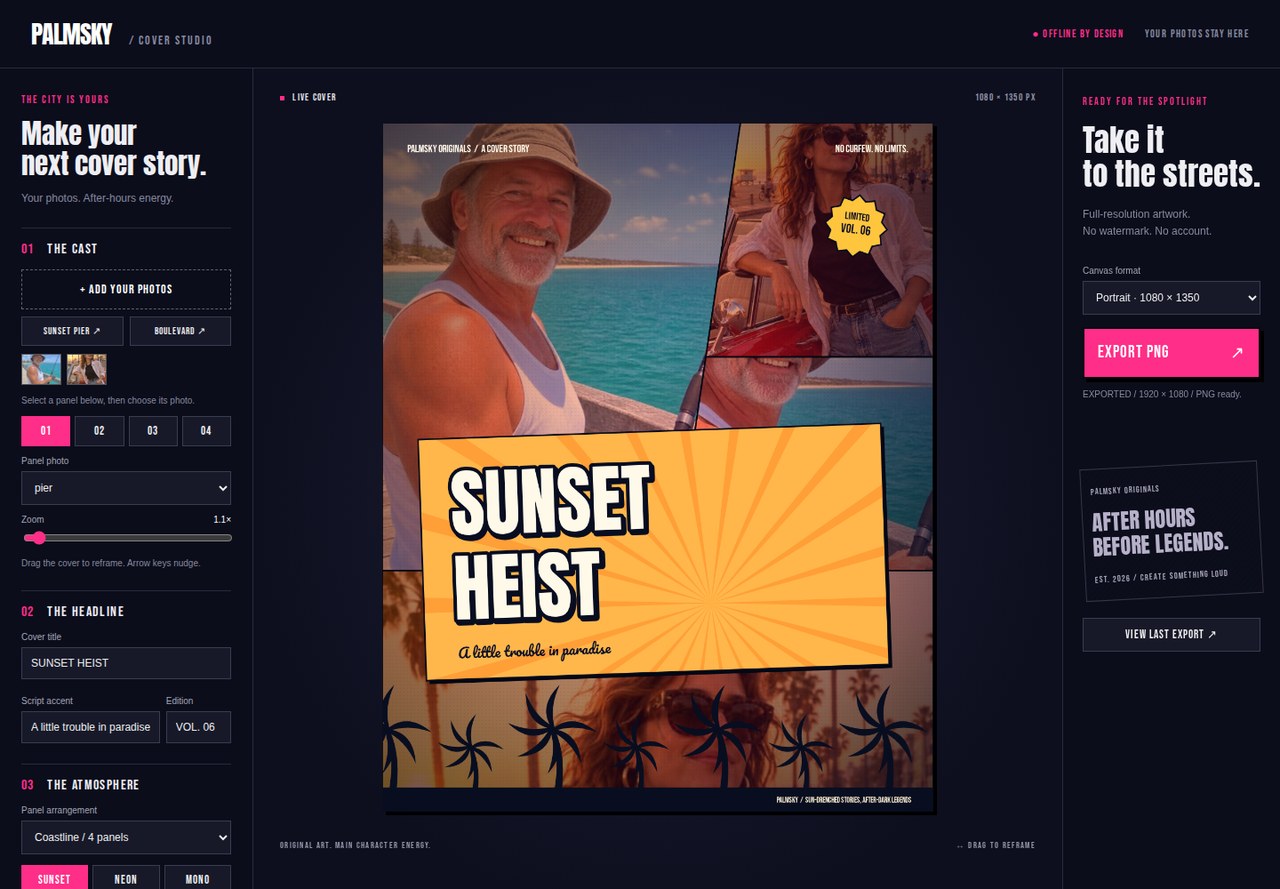 PALMSKY / COVER STUDIO
● OFFLINE BY DESIGN
YOUR PHOTOS STAY HERE
THE CITY IS YOURS
Make your
next cover story.
Your photos. After-hours energy.
01 THE CAST
+ ADD YOUR PHOTOS
SUNSET PIER ↗
BOULEVARD ↗
Select a panel below, then choose its photo.
01
02
03
04
Panel photo
pier
Zoom
1.1×
Drag the cover to reframe. Arrow keys nudge.
02 THE HEADLINE
Cover title
SUNSET HEIST
Script accent
Edition
A little trouble in paradise
VOL. 06
03 THE ATMOSPHERE
Panel arrangement
Coastline / 4 panels
SUNSET
NEON
MONO
LIVE COVER
1080 × 1350 PX
PALMSKY ORIGINALS / A COVER STORY
NO CURFEW. NO LIMITS.
LIMITED
VOL. 06
SUNSET
HEIST
A little trouble in paradise
PALMSKY / SUN-DRENCHED STORIES, AFTER-DARK LEGENDS
ORIGINAL ART. MAIN CHARACTER ENERGY.
↔ DRAG TO REFRAME
READY FOR THE SPOTLIGHT
Take it
to the streets.
Full-resolution artwork.
No watermark. No account.
Canvas format
Portrait · 1080 × 1350
EXPORT PNG ↗
EXPORTED / 1920 × 1080 / PNG ready.
PALMSKY ORIGINALS
AFTER HOURS
BEFORE LEGENDS.
EST. 2026 / CREATE SOMETHING LOUD
VIEW LAST EXPORT ↗